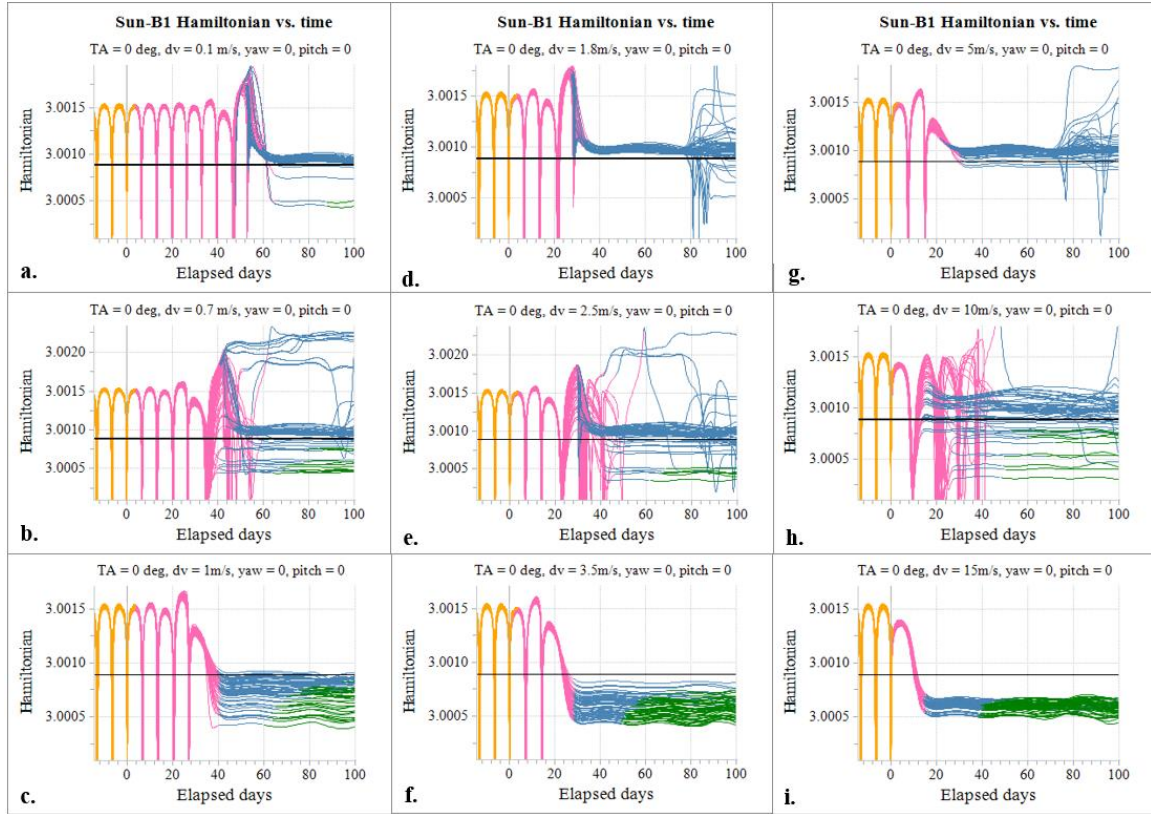 Sun-B1 Hamiltonian vs. time
TA = 0 deg, dv = 0.1 m/s, yaw = 0, pitch = 0
3.0015
3.0010
3.0005
Hamiltonian
0 20 40 60 80 100
Elapsed days
a.
Sun-B1 Hamiltonian vs. time
TA = 0 deg, dv = 1.8m/s, yaw = 0, pitch = 0
3.0015
3.0010
3.0005
Hamiltonian
0 20 40 60 80 100
Elapsed days
d.
Sun-B1 Hamiltonian vs. time
TA = 0 deg, dv = 5m/s, yaw = 0, pitch = 0
3.0015
3.0010
3.0005
Hamiltonian
0 20 40 60 80 100
Elapsed days
g.
TA = 0 deg, dv = 0.7 m/s, yaw = 0, pitch = 0
3.0020
3.0015
3.0010
3.0005
Hamiltonian
0 20 40 60 80 100
Elapsed days
b.
TA = 0 deg, dv = 2.5m/s, yaw = 0, pitch = 0
3.0020
3.0015
3.0010
3.0005
Hamiltonian
0 20 40 60 80 100
Elapsed days
e.
TA = 0 deg, dv = 10m/s, yaw = 0, pitch = 0
3.0015
3.0010
3.0005
Hamiltonian
0 20 40 60 80 100
Elapsed days
h.
TA = 0 deg, dv = 1m/s, yaw = 0, pitch = 0
3.0015
3.0010
3.0005
Hamiltonian
0 20 40 60 80 100
Elapsed days
c.
TA = 0 deg, dv = 3.5m/s, yaw = 0, pitch = 0
3.0015
3.0010
3.0005
Hamiltonian
0 20 40 60 80 100
Elapsed days
f.
TA = 0 deg, dv = 15m/s, yaw = 0, pitch = 0
3.0015
3.0010
3.0005
Hamiltonian
0 20 40 60 80 100
Elapsed days
i.